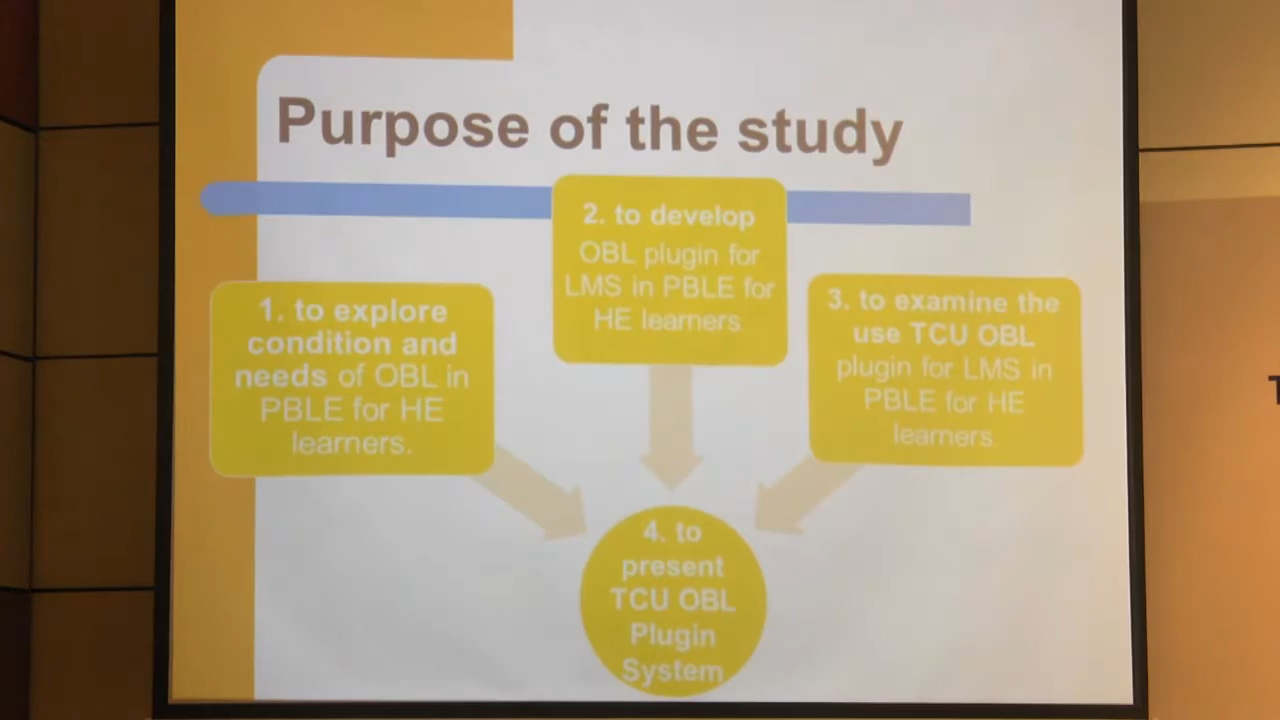 Purpose of the study
1. to explore
condition and
needs of OBL in
PBLE for HE
learners.
2. to develop
OBL plugin for
LMS in PBLE for
HE learners
3. to examine the
use TCU OBL
plugin for LMS in
PBLE for HE
learners.
4. to
present
TCU OBL
Plugin
System